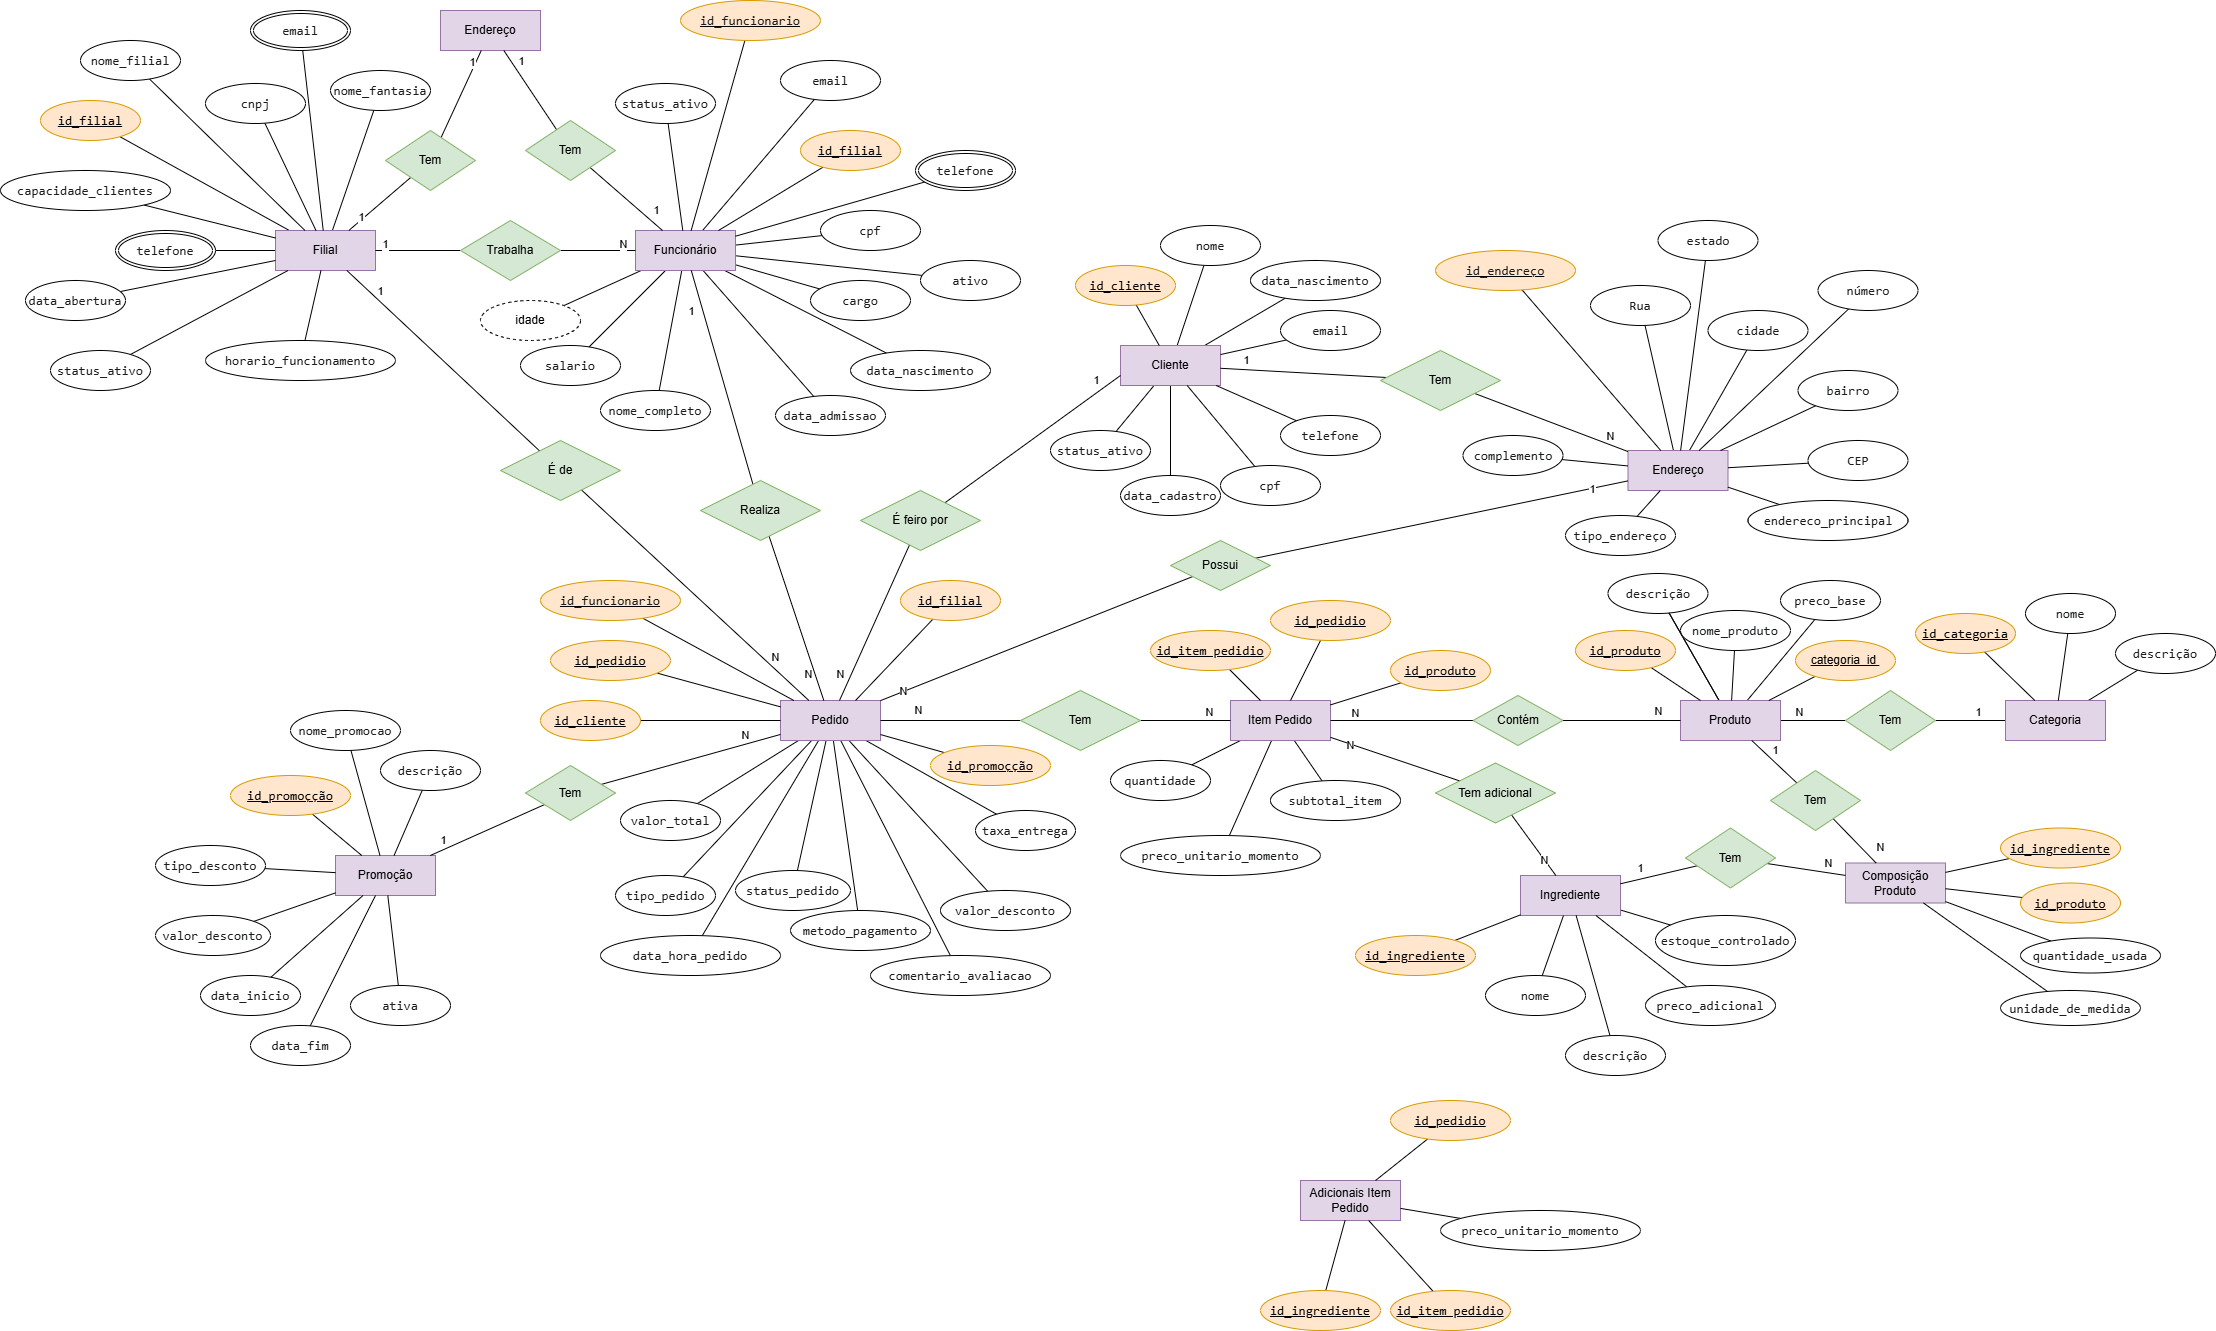 id_funcionario
email
Endereço
nome_filial
email
nome_fantasia
cnpj
status_ativo
id_filial
1
1
Tem
Tem
id_filial
telefone
capacidade_clientes
1
1
cpf
telefone
Filial
1
Trabalha
N
Funcionário
ativo
data_abertura
1
idade
1
cargo
status_ativo
horario_funcionamento
salario
data_nascimento
nome_completo
data_admissao
nome
id_cliente
data_nascimento
email
Cliente
1
1
Tem
status_ativo
telefone
data_cadastro
cpf
estado
id_endereço
número
Rua
cidade
bairro
N
complemento
Endereço
CEP
1
tipo_endereço
endereco_principal
É de
Realiza
É feiro por
Possui
id_funcionario
id_filial
id_pedidio
N
N
N
N
id_cliente
Pedido
N
Tem
N
N
id_promoçção
id_pedidio
id_item pedidio
id_produto
Item Pedido
N
Contém
N
N
quantidade
subtotal_item
preco_unitario_momento
descrição
preco_base
nome_produto
id_produto
categoria_id
Produto
N
Tem
1
Categoria
1
id_categoria
nome
descrição
nome_promocao
descrição
id_promoçção
Tem
1
tipo_desconto
Promoção
valor_desconto
data_inicio
ativa
data_fim
valor_total
taxa_entrega
tipo_pedido
status_pedido
valor_desconto
metodo_pagamento
data_hora_pedido
comentario_avaliacao
Tem adicional
N
Tem
N
1
Tem
N
Ingrediente
Composição
Produto
id_ingrediente
id_produto
quantidade_usada
unidade_de_medida
estoque_controlado
id_ingrediente
nome
preco_adicional
descrição
id_pedidio
Adicionais Item
Pedido
preco_unitario_momento
id_ingrediente
id_item pedidio